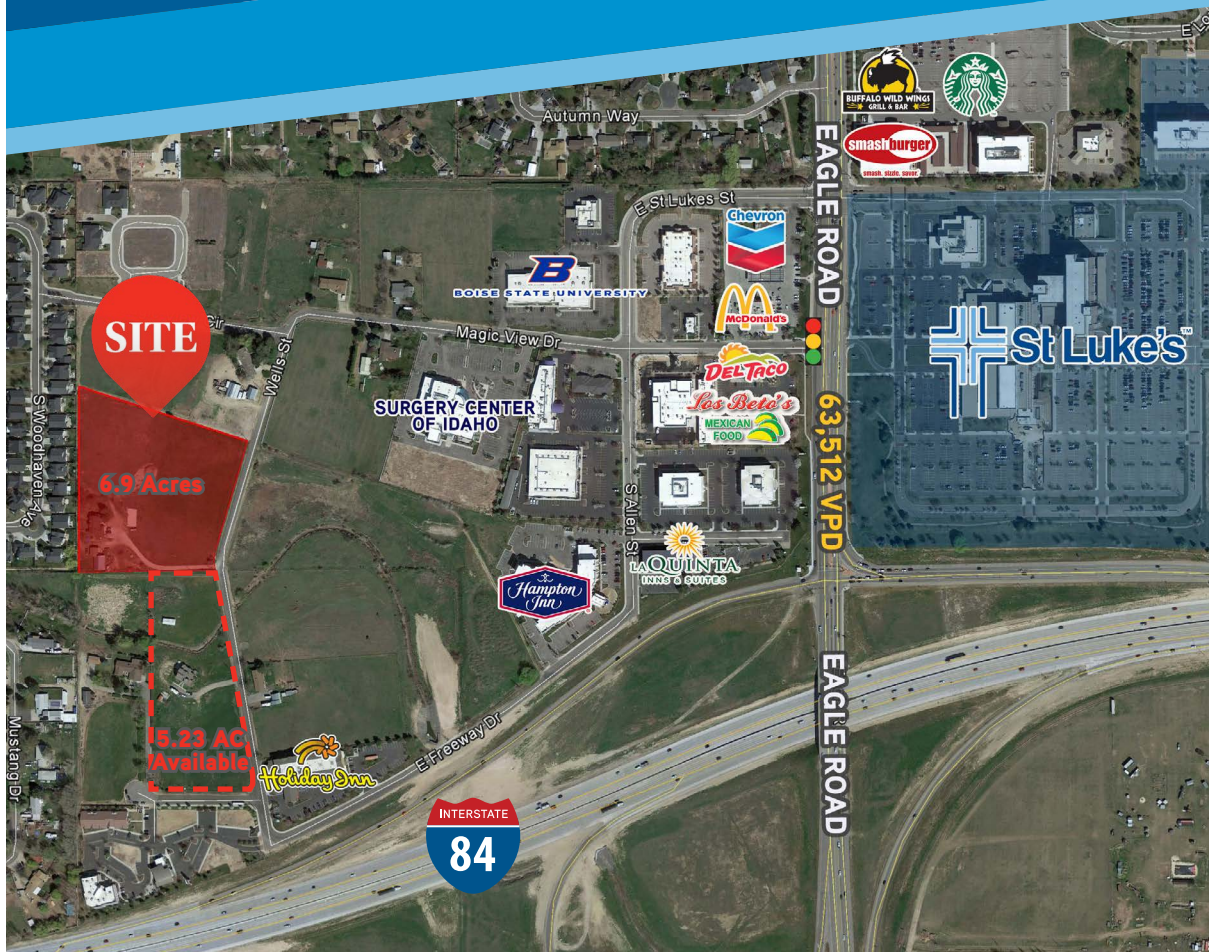 E Lo
BUFFALO WILD WINGS
GRILL & BAR
Autumn Way
EAGLE ROAD
smashburger
smash. sizzle. savor.
E St Lukes St
Chevron
S Woodhaven Ave
B
BOISE STATE UNIVERSITY
McDonald's
SITE
Cir
Wells St
Magic View Dr
St Luke's™
DEL TACO
SURGERY CENTER
OF IDAHO
Los Beto's
MEXICAN
FOOD
63,512 VPD
6.9 Acres
S Allen St
LAQUINTA
INNS & SUITES
Hampton
Inn
EAGLE ROAD
Mustang Dr
5.23 AC
Available
Holiday Inn
E Freeway Dr
INTERSTATE
84